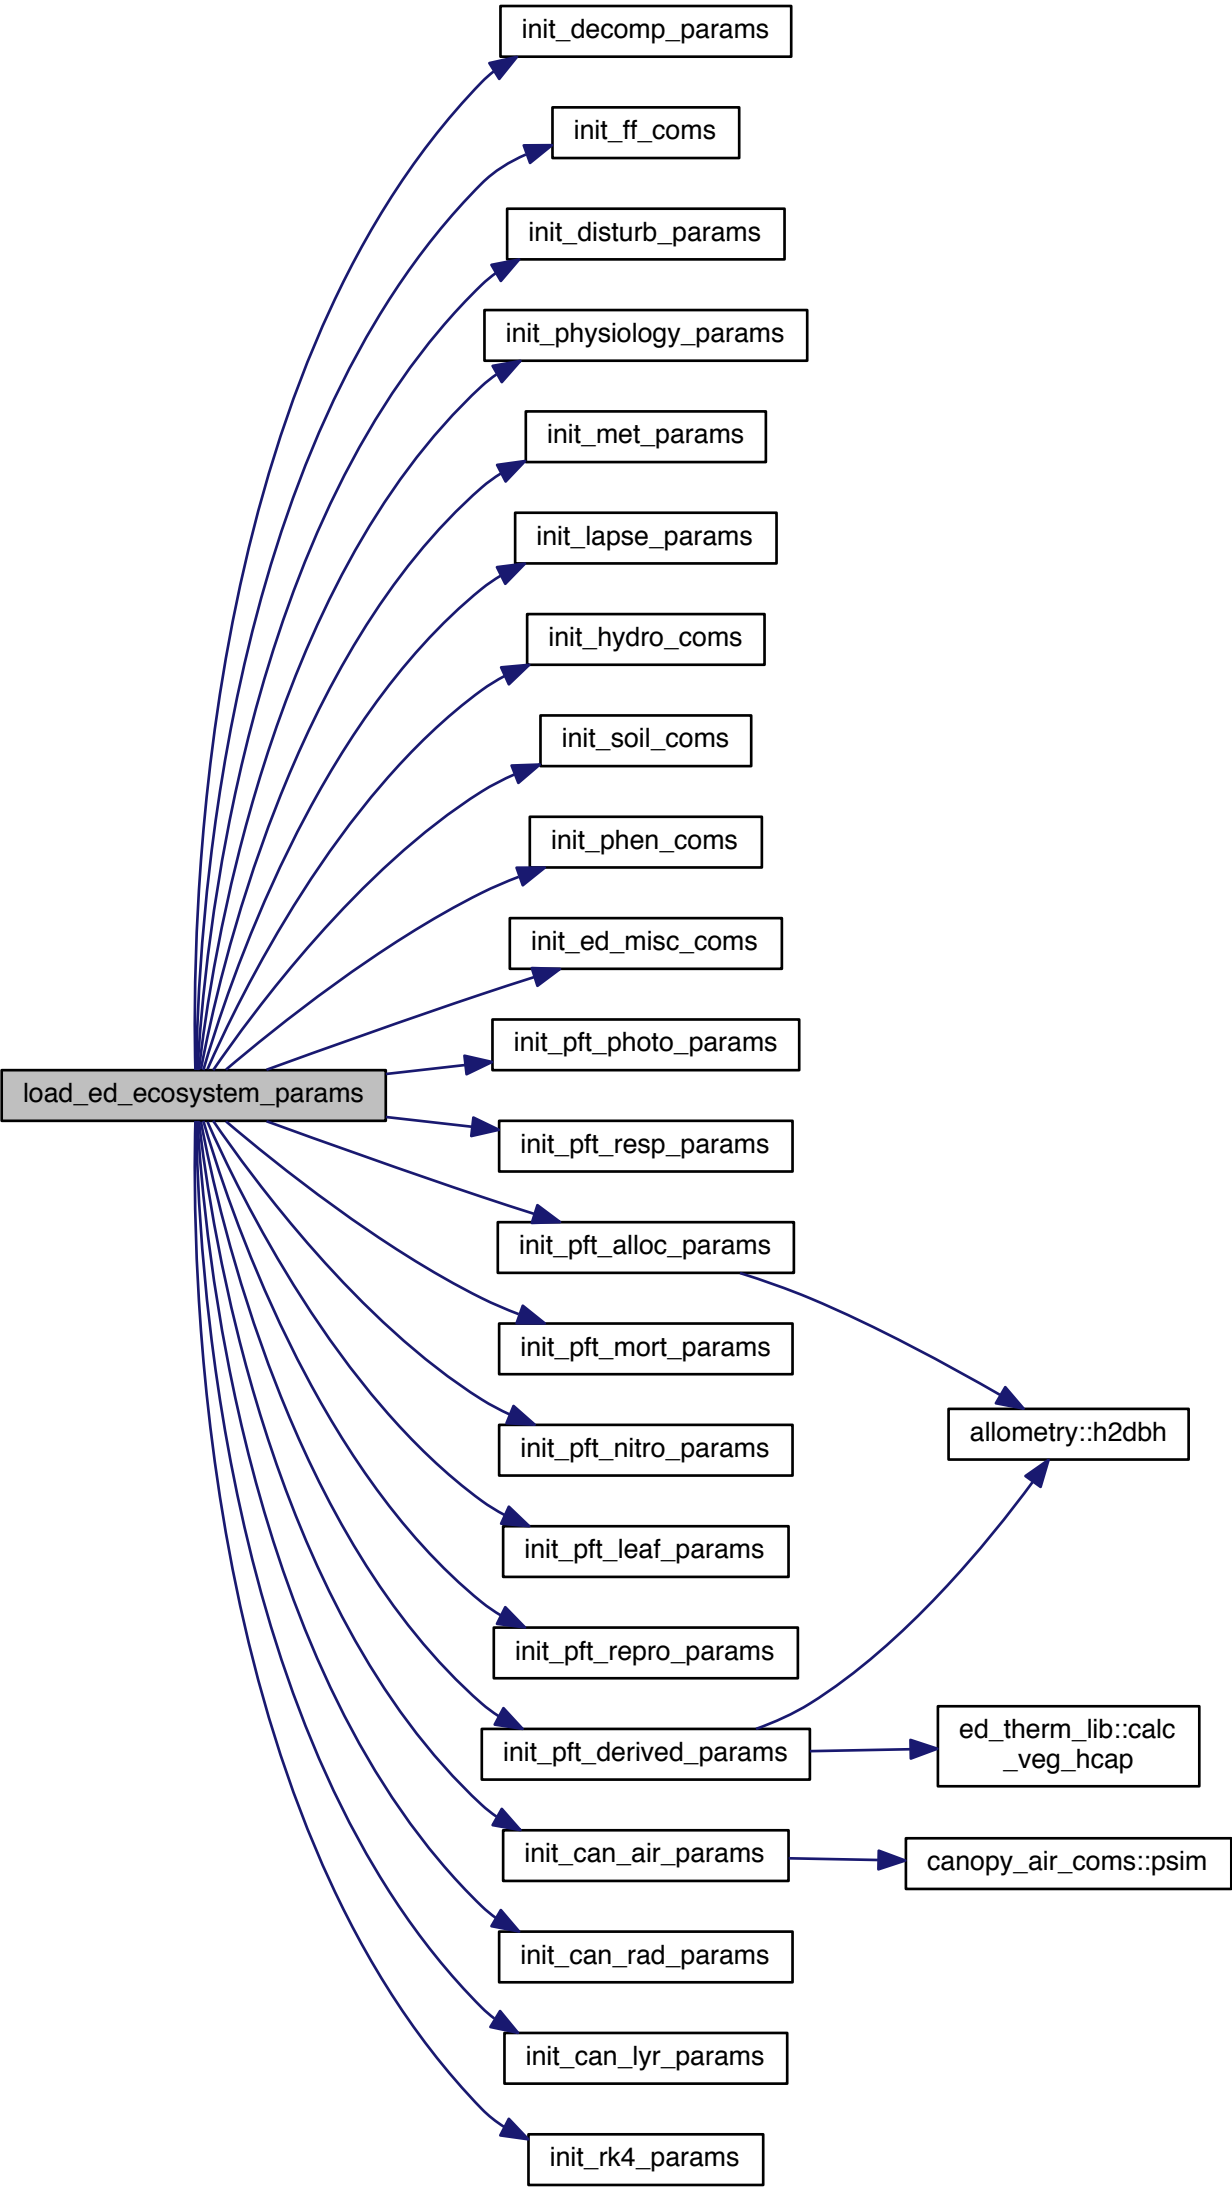 init_decomp_params
init_ff_coms
init_disturb_params
init_physiology_params
init_met_params
init_lapse_params
init_hydro_coms
init_soil_coms
init_phen_coms
init_ed_misc_coms
init_pft_photo_params
load_ed_ecosystem_params
init_pft_resp_params
init_pft_alloc_params
init_pft_mort_params
allometry::h2dbh
init_pft_nitro_params
init_pft_leaf_params
init_pft_repro_params
init_pft_derived_params
ed_therm_lib::calc
_veg_hcap
init_can_air_params
canopy_air_coms::psim
init_can_rad_params
init_can_lyr_params
init_rk4_params